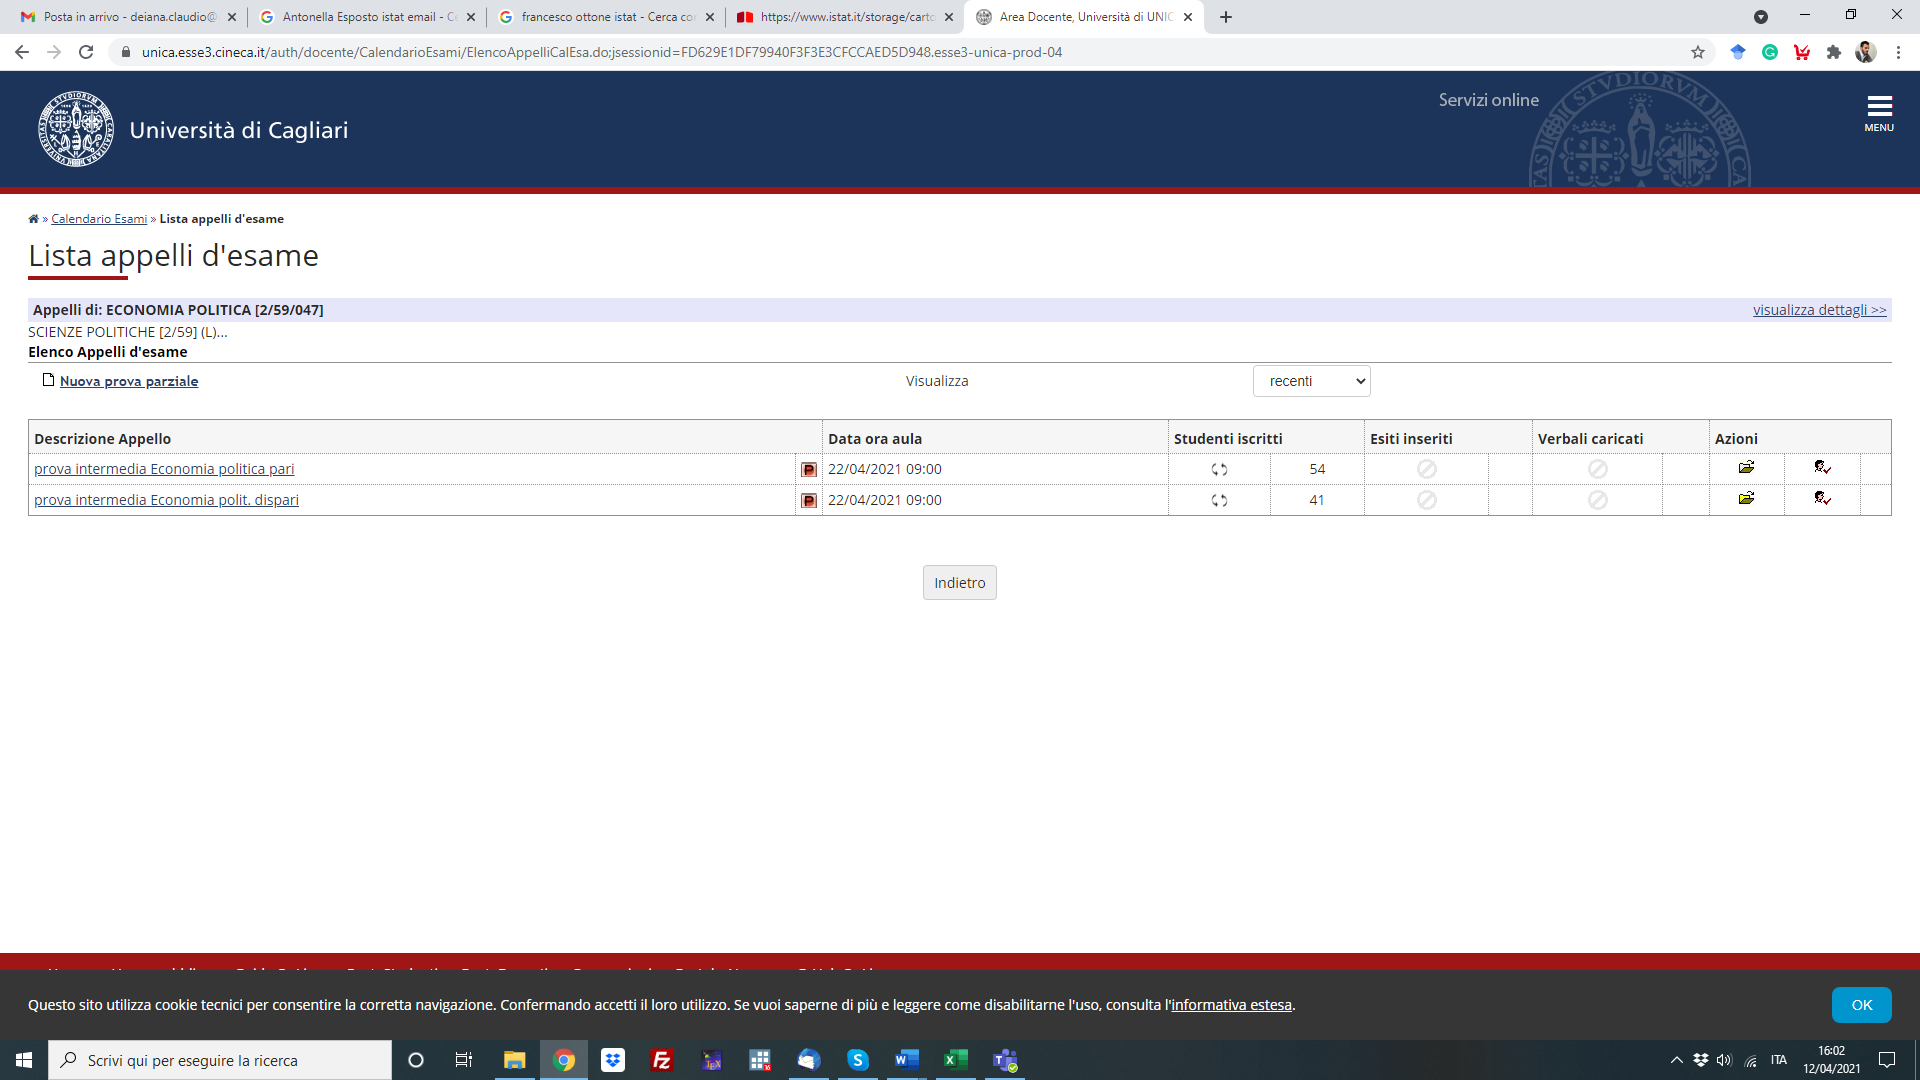 Posta in arrivo - deiana.claudio@
Antonella Esposto istat email - Ce
francesco ottone istat - Cerca con
https://www.istat.it/storage/carto
Area Docente, Università di UNIC
unica.esse3.cineca.it/auth/docente/CalendarioEsami/ElencoAppelliCalEsa.do;jsessionid=FD629E1DF79940F3F3E3CFCCAED5D948.esse3-unica-prod-04
Servizi online
MENU
Università di Cagliari
» Calendario Esami » Lista appelli d'esame
Lista appelli d'esame
Appelli di: ECONOMIA POLITICA [2/59/047] visualizza dettagli >>
SCIENZE POLITICHE [2/59] (L)...
Elenco Appelli d'esame
Nuova prova parziale Visualizza recenti
Descrizione Appello Data ora aula Studenti iscritti Esiti inseriti Verbali caricati Azioni
prova intermedia Economia politica pari P 22/04/2021 09:00 54
prova intermedia Economia polit. dispari P 22/04/2021 09:00 41
Indietro
Questo sito utilizza cookie tecnici per consentire la corretta navigazione. Confermando accetti il loro utilizzo. Se vuoi saperne di più e leggere come disabilitarne l'uso, consulta l'informativa estesa.
OK
Scrivi qui per eseguire la ricerca
ITA
16:02
12/04/2021